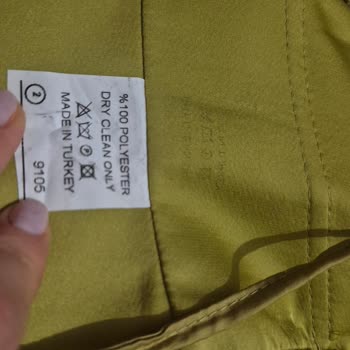 %100 POLYESTER
DRY CLEAN ONLY
P
MADE IN TURKEY
2
9105